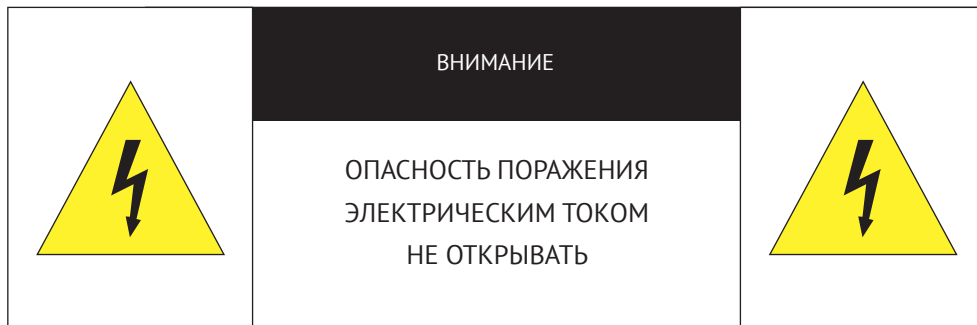 ВНИМАНИЕ
ОПАСНОСТЬ ПОРАЖЕНИЯ
ЭЛЕКТРИЧЕСКИМ ТОКОМ
НЕ ОТКРЫВАТЬ